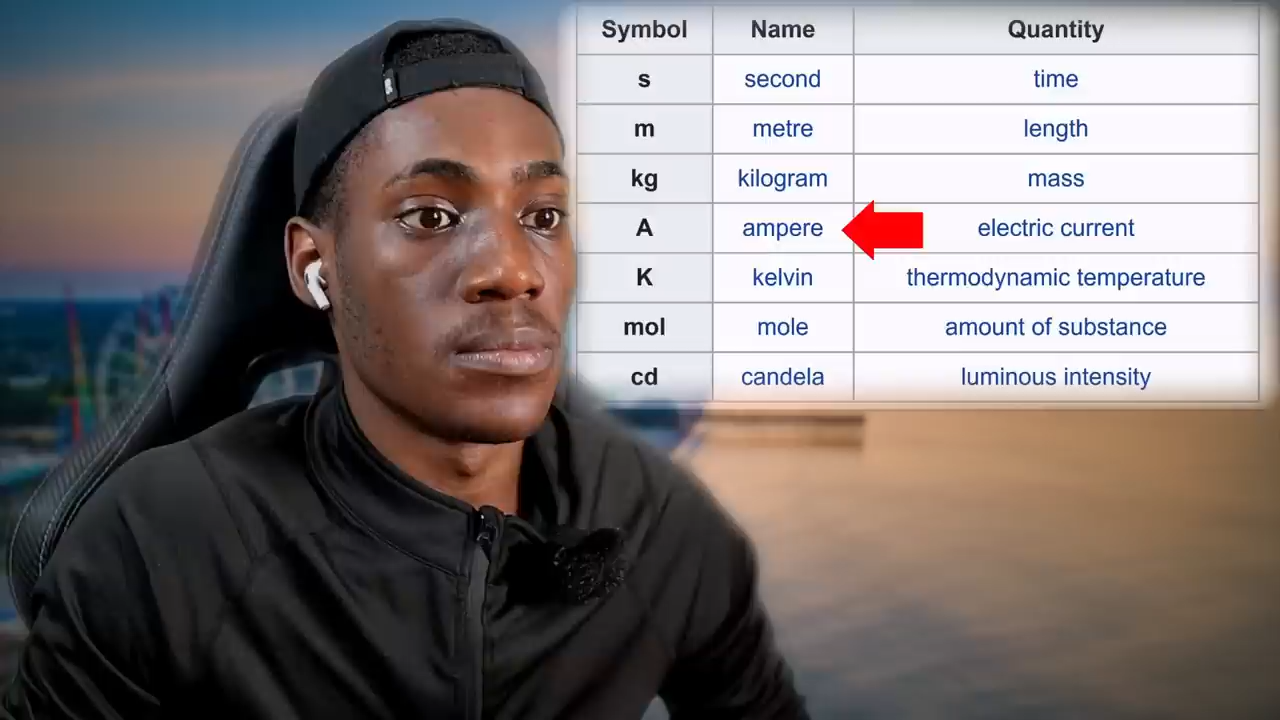 Symbol Name Quantity
s second time
m metre length
kg kilogram mass
A ampere electric current
K kelvin thermodynamic temperature
mol mole amount of substance
cd candela luminous intensity